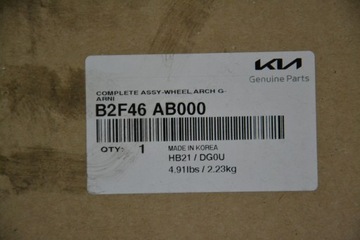 KIA
Genuine Parts
COMPLETE ASSY-WHEEL,ARCH G-
ARNI
B2F46 AB000
QTY: 1
MADE IN KOREA
HB21 / DG0U
4.91lbs / 2.23kg